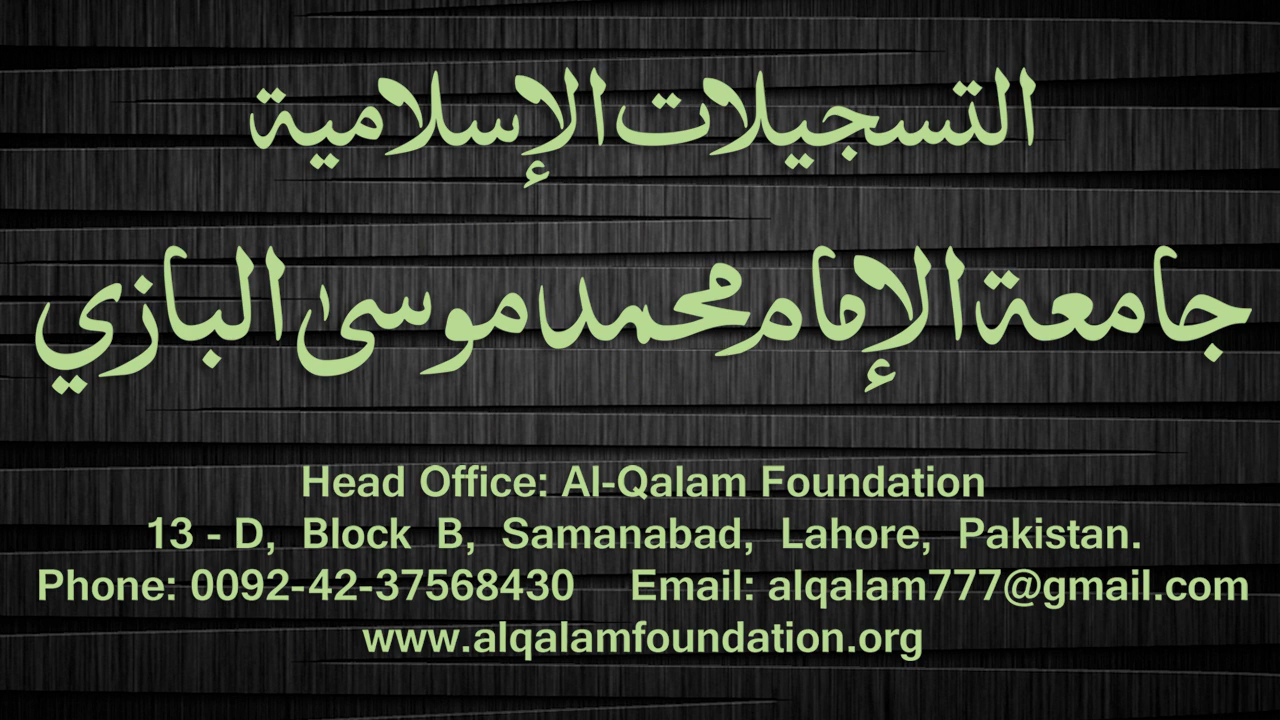 التسجيلات الإسلامية
جامعة الإمام محمد موسىٰ البازي
Head Office: Al-Qalam Foundation
13 - D, Block B, Samanabad, Lahore, Pakistan.
Phone: 0092-42-37568430 Email: alqalam777@gmail.com
www.alqalamfoundation.org